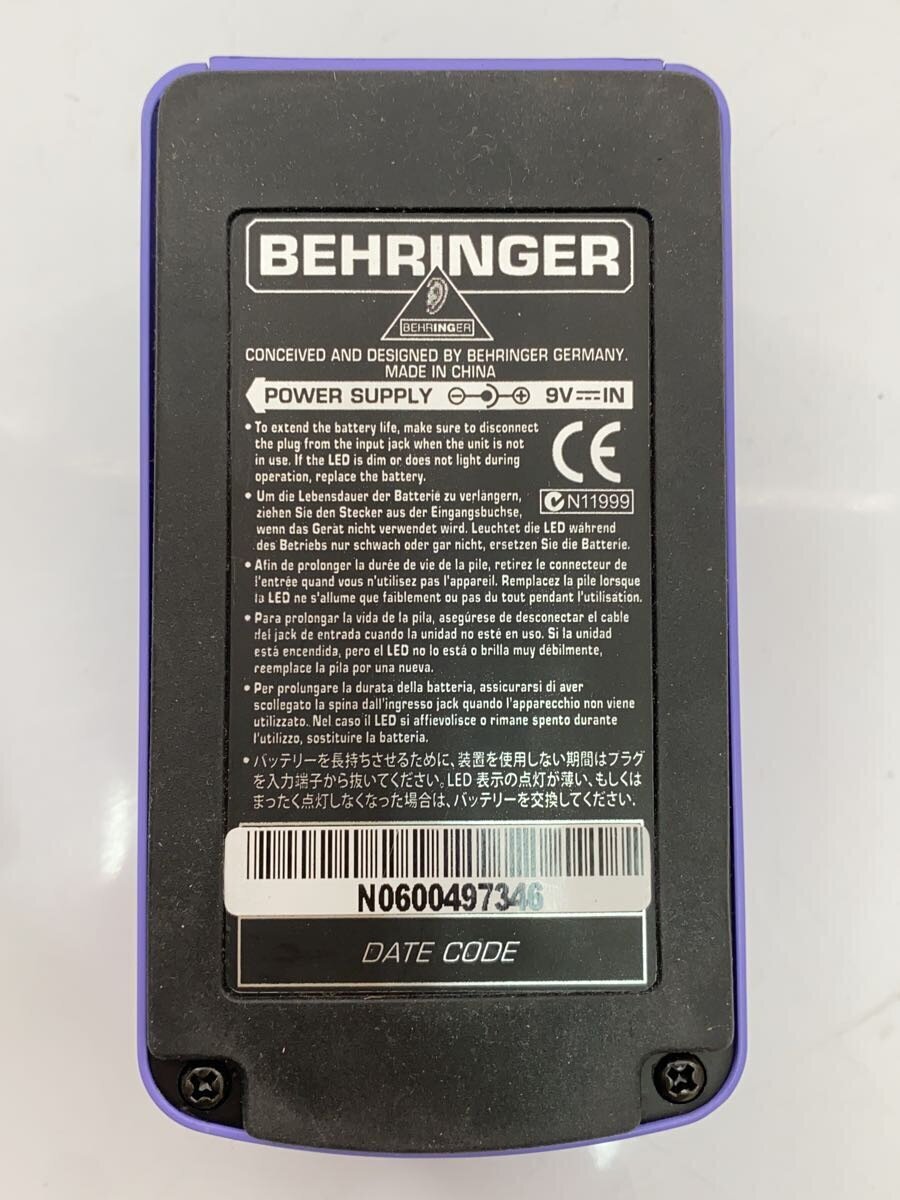 BEHRINGER
BEHRINGER
CONCEIVED AND DESIGNED BY BEHRINGER GERMANY.
MADE IN CHINA
POWER SUPPLY 9V IN
• To extend the battery life, make sure to disconnect
the plug from the input jack when the unit is not
in use. If the LED is dim or does not light during
operation, replace the battery.
CE
N11999
• Um die Lebensdauer der Batterie zu verlängern,
ziehen Sie den Stecker aus der Eingangsbuchse,
wenn das Gerät nicht verwendet wird. Leuchtet die LED während
des Betriebs nur schwach oder gar nicht, ersetzen Sie die Batterie.
• Afin de prolonger la durée de vie de la pile, retirez le connecteur de
l'entrée quand vous n'utilisez pas l'appareil. Remplacez la pile lorsque
la LED ne s'allume que faiblement ou pas du tout pendant l'utilisation.
• Para prolongar la vida de la pila, asegúrese de desconectar el cable
del jack de entrada cuando la unidad no esté en uso. Si la unidad
está encendida, pero el LED no lo está o brilla muy débilmente,
reemplace la pila por una nueva.
• Per prolungare la durata della batteria, assicurarsi di aver
scollegato la spina dall'ingresso jack quando l'apparecchio non viene
utilizzato. Nel caso il LED si affievolisce o rimane spento durante
l'utilizzo, sostituire la batteria.
• バッテリーを長持ちさせるために、装置を使用しない期間はプラグ
を入力端子から抜いてください。LED 表示の点灯が薄い、もしくは
まったく点灯しなくなった場合は、バッテリーを交換してください.
N0600497346
DATE CODE